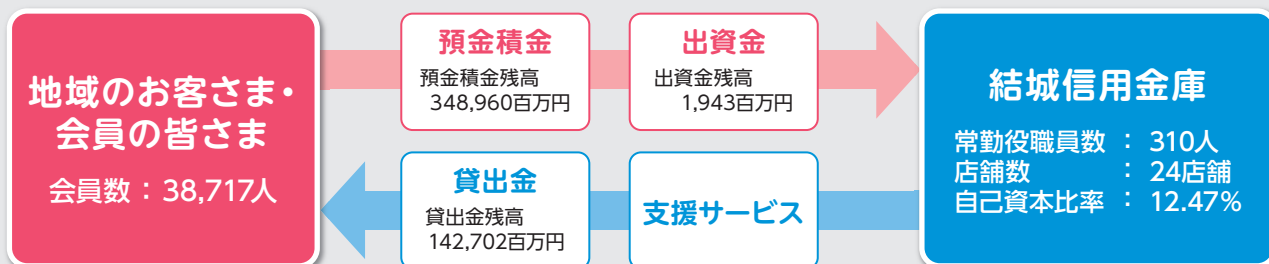 地域のお客さま・
会員の皆さま
会員数：38,717人
預金積金
預金積金残高
348,960百万円
出資金
出資金残高
1,943百万円
貸出金
貸出金残高
142,702百万円
支援サービス
結城信用金庫
常勤役職員数 ： 310人
店舗数 ： 24店舗
自己資本比率 ： 12.47%